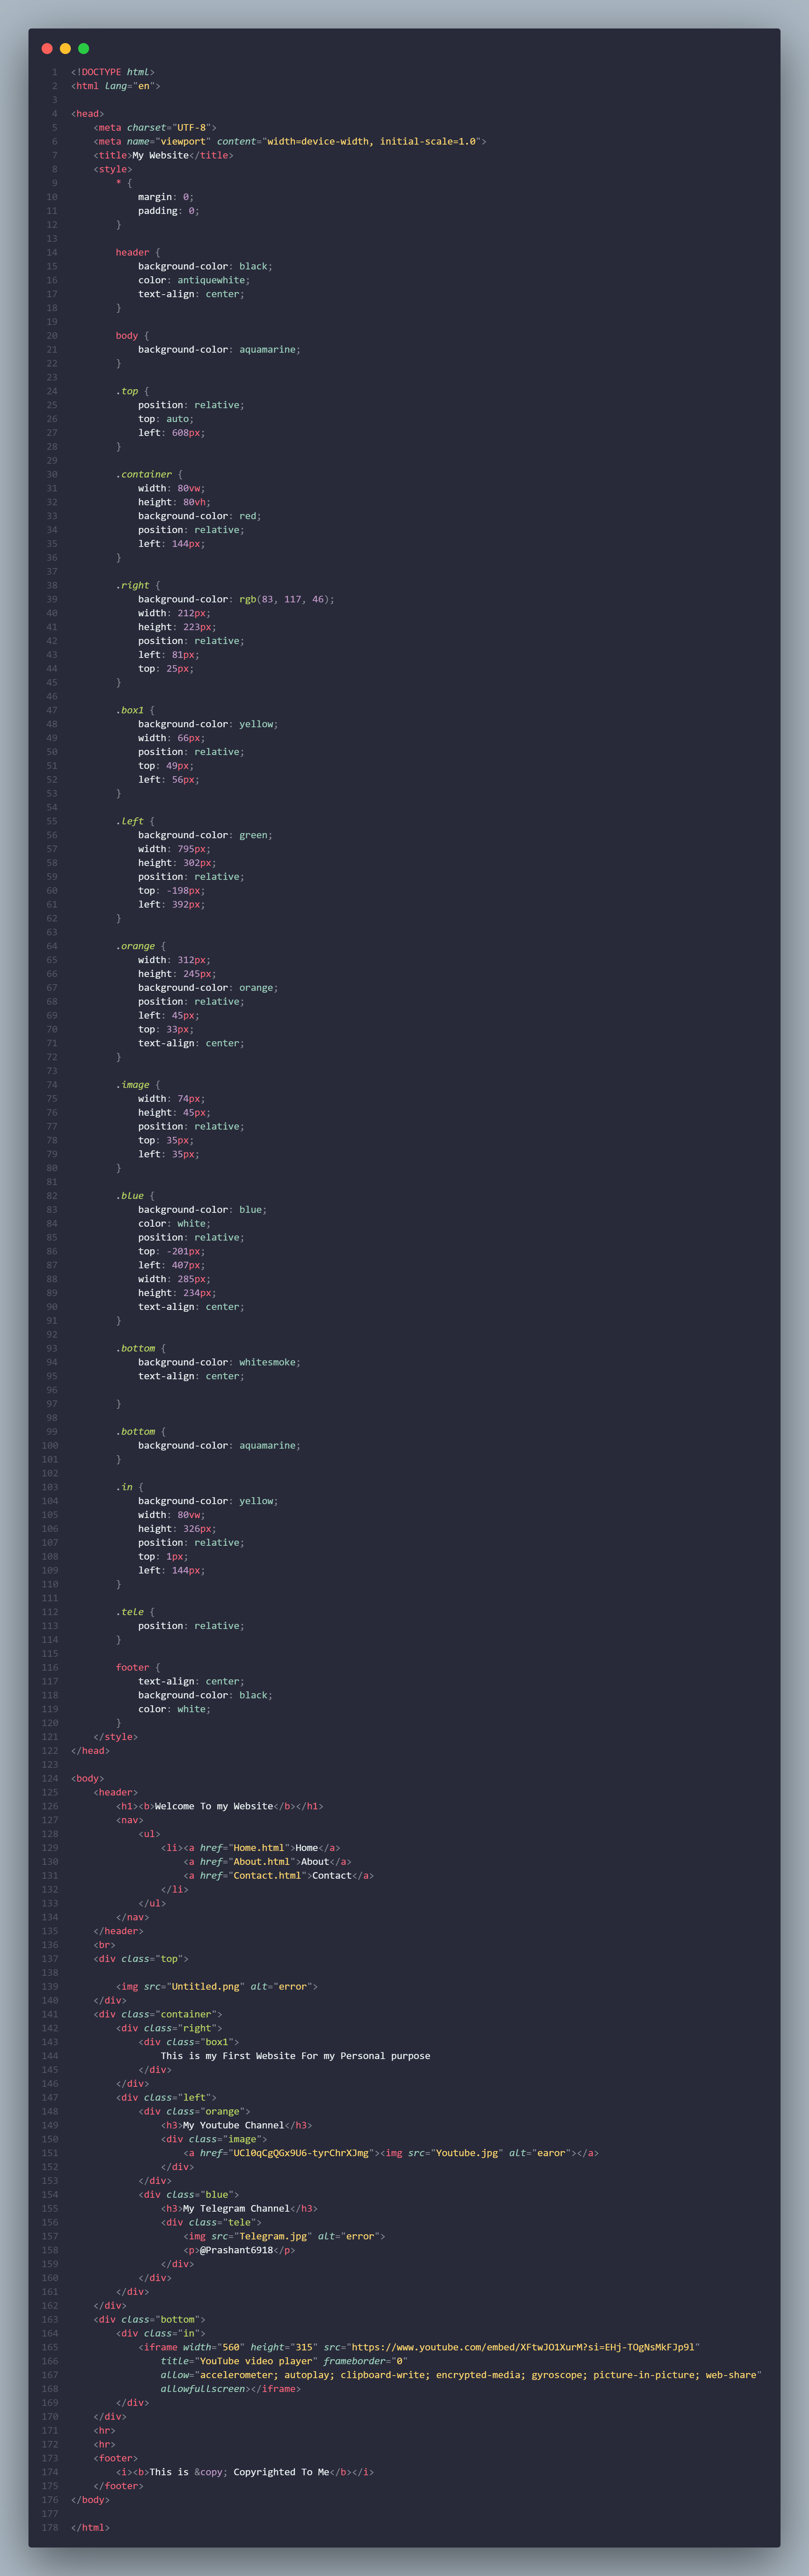 1 <!DOCTYPE html>
2 <html lang="en">
3
4 <head>
5     <meta charset="UTF-8">
6     <meta name="viewport" content="width=device-width, initial-scale=1.0">
7     <title>My Website</title>
8     <style>
9         * {
10             margin: 0;
11             padding: 0;
12         }
13
14         header {
15             background-color: black;
16             color: antiquewhite;
17             text-align: center;
18         }
19
20         body {
21             background-color: aquamarine;
22         }
23
24         .top {
25             position: relative;
26             top: auto;
27             left: 608px;
28         }
29
30         .container {
31             width: 80vw;
32             height: 80vh;
33             background-color: red;
34             position: relative;
35             left: 144px;
36         }
37
38         .right {
39             background-color: rgb(83, 117, 46);
40             width: 212px;
41             height: 223px;
42             position: relative;
43             left: 81px;
44             top: 25px;
45         }
46
47         .box1 {
48             background-color: yellow;
49             width: 66px;
50             position: relative;
51             top: 49px;
52             left: 56px;
53         }
54
55         .left {
56             background-color: green;
57             width: 795px;
58             height: 302px;
59             position: relative;
60             top: -198px;
61             left: 392px;
62         }
63
64         .orange {
65             width: 312px;
66             height: 245px;
67             background-color: orange;
68             position: relative;
69             left: 45px;
70             top: 33px;
71             text-align: center;
72         }
73
74         .image {
75             width: 74px;
76             height: 45px;
77             position: relative;
78             top: 35px;
79             left: 35px;
80         }
81
82         .blue {
83             background-color: blue;
84             color: white;
85             position: relative;
86             top: -201px;
87             left: 407px;
88             width: 285px;
89             height: 234px;
90             text-align: center;
91         }
92
93         .bottom {
94             background-color: whitesmoke;
95             text-align: center;
96
97         }
98
99         .bottom {
100             background-color: aquamarine;
101         }
102
103         .in {
104             background-color: yellow;
105             width: 80vw;
106             height: 326px;
107             position: relative;
108             top: 1px;
109             left: 144px;
110         }
111
112         .tele {
113             position: relative;
114         }
115
116         footer {
117             text-align: center;
118             background-color: black;
119             color: white;
120         }
121     </style>
122 </head>
123
124 <body>
125     <header>
126         <h1><b>Welcome To my Website</b></h1>
127         <nav>
128             <ul>
129                 <li><a href="Home.html">Home</a>
130                     <a href="About.html">About</a>
131                     <a href="Contact.html">Contact</a>
132                 </li>
133             </ul>
134         </nav>
135     </header>
136     <br>
137     <div class="top">
138
139         <img src="Untitled.png" alt="error">
140     </div>
141     <div class="container">
142         <div class="right">
143             <div class="box1">
144                 This is my First Website For my Personal purpose
145             </div>
146         </div>
147         <div class="left">
148             <div class="orange">
149                 <h3>My Youtube Channel</h3>
150                 <div class="image">
151                     <a href="UCl0qCgQGx9U6-tyrChrXJmg"><img src="Youtube.jpg" alt="earor"></a>
152                 </div>
153             </div>
154             <div class="blue">
155                 <h3>My Telegram Channel</h3>
156                 <div class="tele">
157                     <img src="Telegram.jpg" alt="error">
158                     <p>@Prashant6918</p>
159                 </div>
160             </div>
161         </div>
162     </div>
163     <div class="bottom">
164         <div class="in">
165             <iframe width="560" height="315" src="https://www.youtube.com/embed/XFtwJO1XurM?si=EHj-TOgNsMkFJp9l"
166                 title="YouTube video player" frameborder="0"
167                 allow="accelerometer; autoplay; clipboard-write; encrypted-media; gyroscope; picture-in-picture; web-share"
168                 allowfullscreen></iframe>
169         </div>
170     </div>
171     <hr>
172     <hr>
173     <footer>
174         <i><b>This is &copy; Copyrighted To Me</b></i>
175     </footer>
176 </body>
177
178 </html>